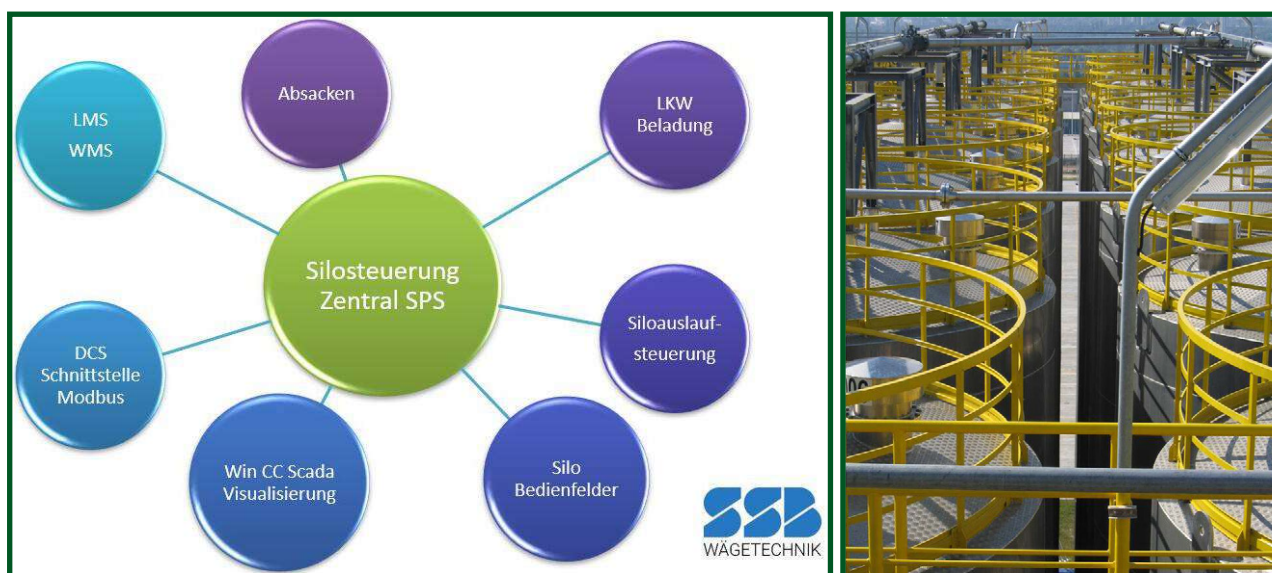 Absacken
LMS
WMS
LKW
Beladung
Silosteuerung
Zentral SPS
Siloauslauf-
steuerung
DCS
Schnittstelle
Modbus
Win CC Scada
Visualisierung
Silo
Bedienfelder
SSB
WÄGETECHNIK